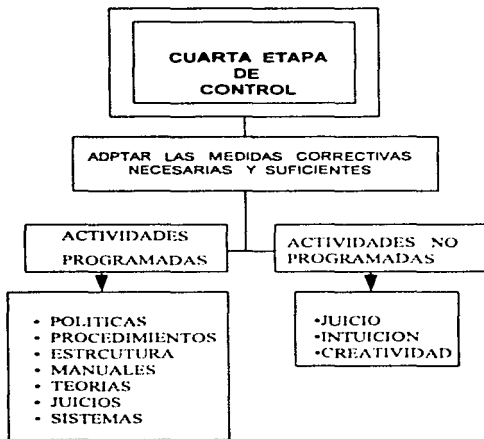 CUARTA ETAPA
DE
CONTROL
ADPTAR LAS MEDIDAS CORRECTIVAS
NECESARIAS Y SUFICIENTES
ACTIVIDADES
PROGRAMADAS
ACTIVIDADES NO
PROGRAMADAS
• POLITICAS
• PROCEDIMIENTOS
• ESTRCUTURA
• MANUALES
• TEORIAS
• JUICIOS
• SISTEMAS
•JUICIO
•INTUICION
•CREATIVIDAD